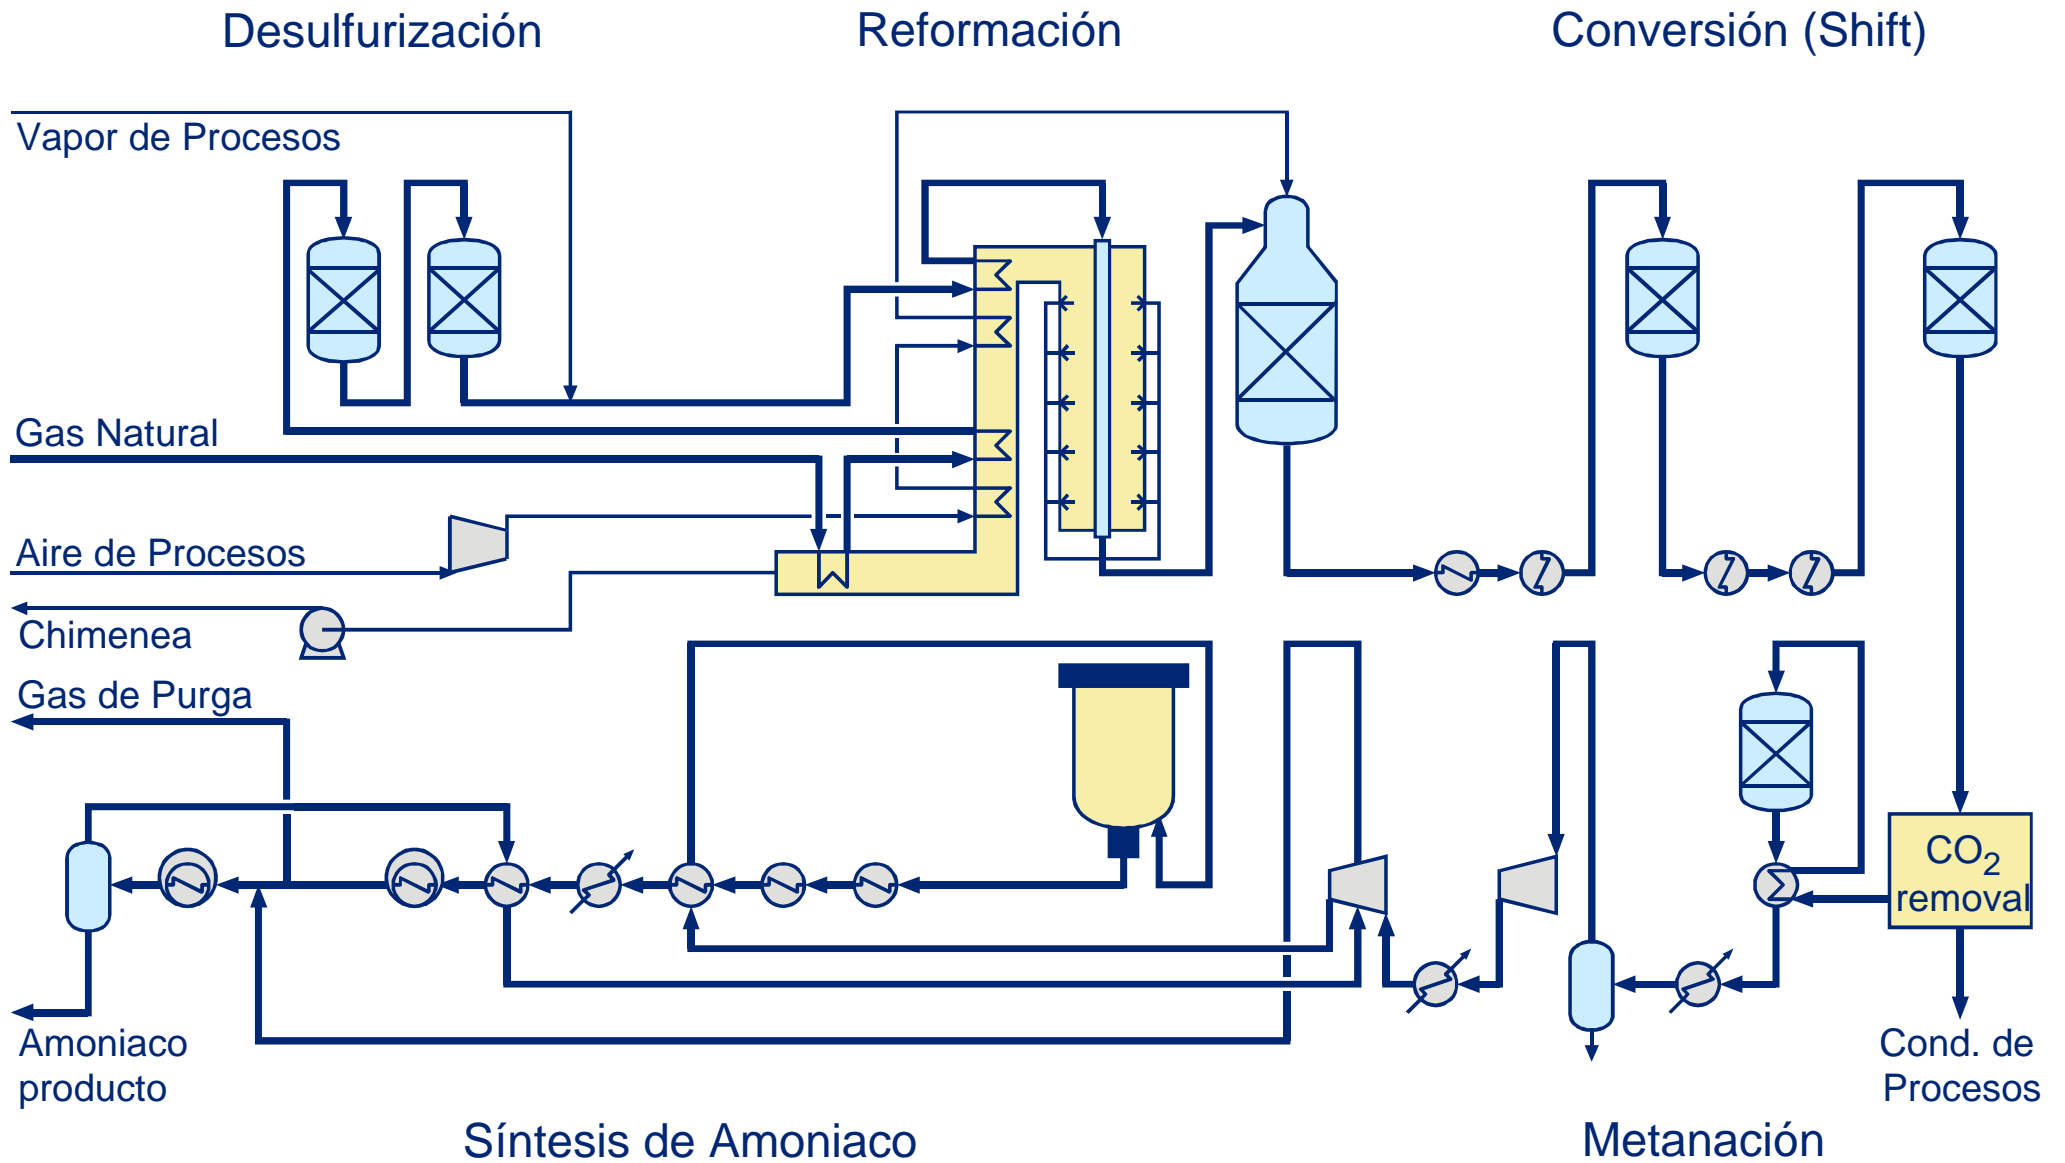 Desulfurización
Reformación
Conversión (Shift)
Vapor de Procesos
Gas Natural
Aire de Procesos
Chimenea
Gas de Purga
CO2
removal
Amoniaco
producto
Cond. de
Procesos
Síntesis de Amoniaco
Metanación